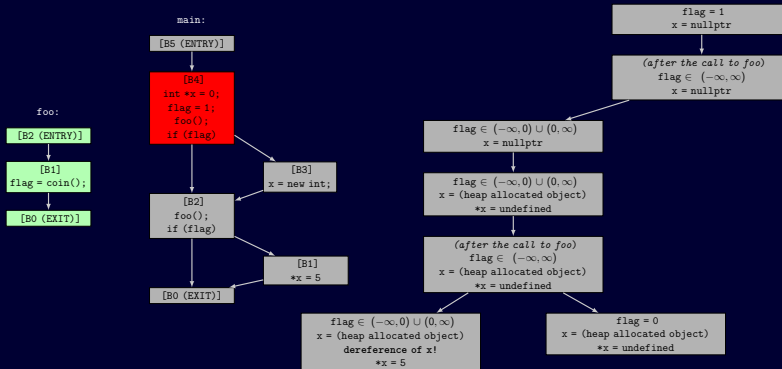 foo:
[B2 (ENTRY)]
[B1]
flag = coin();
[B0 (EXIT)]
main:
[B5 (ENTRY)]
[B4]
int *x = 0;
flag = 1;
foo();
if (flag)
[B3]
x = new int;
[B2]
foo();
if (flag)
[B1]
*x = 5
[B0 (EXIT)]
flag = 1
x = nullptr
(after the call to foo)
flag ∈ (−∞, ∞)
x = nullptr
flag ∈ (−∞, 0) ∪ (0, ∞)
x = nullptr
flag ∈ (−∞, 0) ∪ (0, ∞)
x = (heap allocated object)
*x = undefined
(after the call to foo)
flag ∈ (−∞, ∞)
x = (heap allocated object)
*x = undefined
flag ∈ (−∞, 0) ∪ (0, ∞)
x = (heap allocated object)
dereference of x!
*x = 5
flag = 0
x = (heap allocated object)
*x = undefined